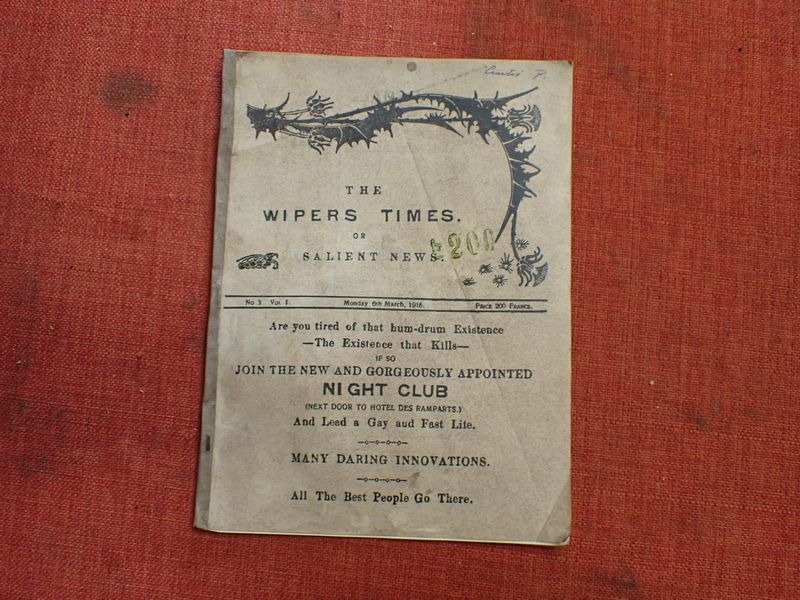 THE
WIPERS TIMES.
OR
SALIENT NEWS.
200
No 3 Vol 1. Monday 6th March, 1916. PRICE 200 FRANCS.
Are you tired of that hum-drum Existence
—The Existence that Kills—
IF SO
JOIN THE NEW AND GORGEOUSLY APPOINTED
NIGHT CLUB
(NEXT DOOR TO HOTEL DES RAMPARTS.)
And Lead a Gay and Fast Life.
MANY DARING INNOVATIONS.
All The Best People Go There.